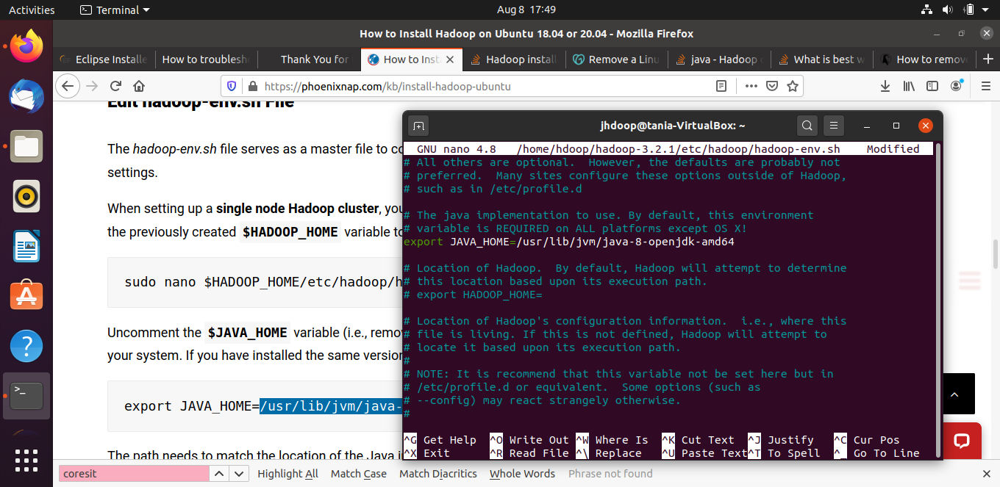 Activities
Terminal
Aug 8 17:49
How to Install Hadoop on Ubuntu 18.04 or 20.04 - Mozilla Firefox
Eclipse Installe
How to troublesh
Thank You for
How to Inst
Hadoop install
Remove a Linu
java - Hadoop
What is best w
How to remov
https://phoenixnap.com/kb/install-hadoop-ubuntu
Edit hadoop-env.sh File
The hadoop-env.sh file serves as a master file to co
settings.
When setting up a single node Hadoop cluster, you
the previously created $HADOOP_HOME variable to
sudo nano $HADOOP_HOME/etc/hadoop/h
Uncomment the $JAVA_HOME variable (i.e., remo
your system. If you have installed the same version
export JAVA_HOME=/usr/lib/jvm/java-
The path needs to match the location of the Java i
jhdoop@tania-VirtualBox: ~
GNU nano 4.8 /home/hdoop/hadoop-3.2.1/etc/hadoop/hadoop-env.sh Modified
# All others are optional.  However, the defaults are probably not
# preferred.  Many sites configure these options outside of Hadoop,
# such as in /etc/profile.d
# The java implementation to use. By default, this environment
# variable is REQUIRED on ALL platforms except OS X!
export JAVA_HOME=/usr/lib/jvm/java-8-openjdk-amd64
# Location of Hadoop.  By default, Hadoop will attempt to determine
# this location based upon its execution path.
# export HADOOP_HOME=
# Location of Hadoop's configuration information.  i.e., where this
# file is living. If this is not defined, Hadoop will attempt to
# locate it based upon its execution path.
#
# NOTE: It is recommend that this variable not be set here but in
# /etc/profile.d or equivalent.  Some options (such as
# --config) may react strangely otherwise.
#
^G Get Help ^O Write Out ^W Where Is ^K Cut Text ^J Justify ^C Cur Pos
^X Exit ^R Read File ^\ Replace ^U Paste Text ^T To Spell ^_ Go To Line
coresit
Highlight All
Match Case
Match Diacritics
Whole Words
Phrase not found